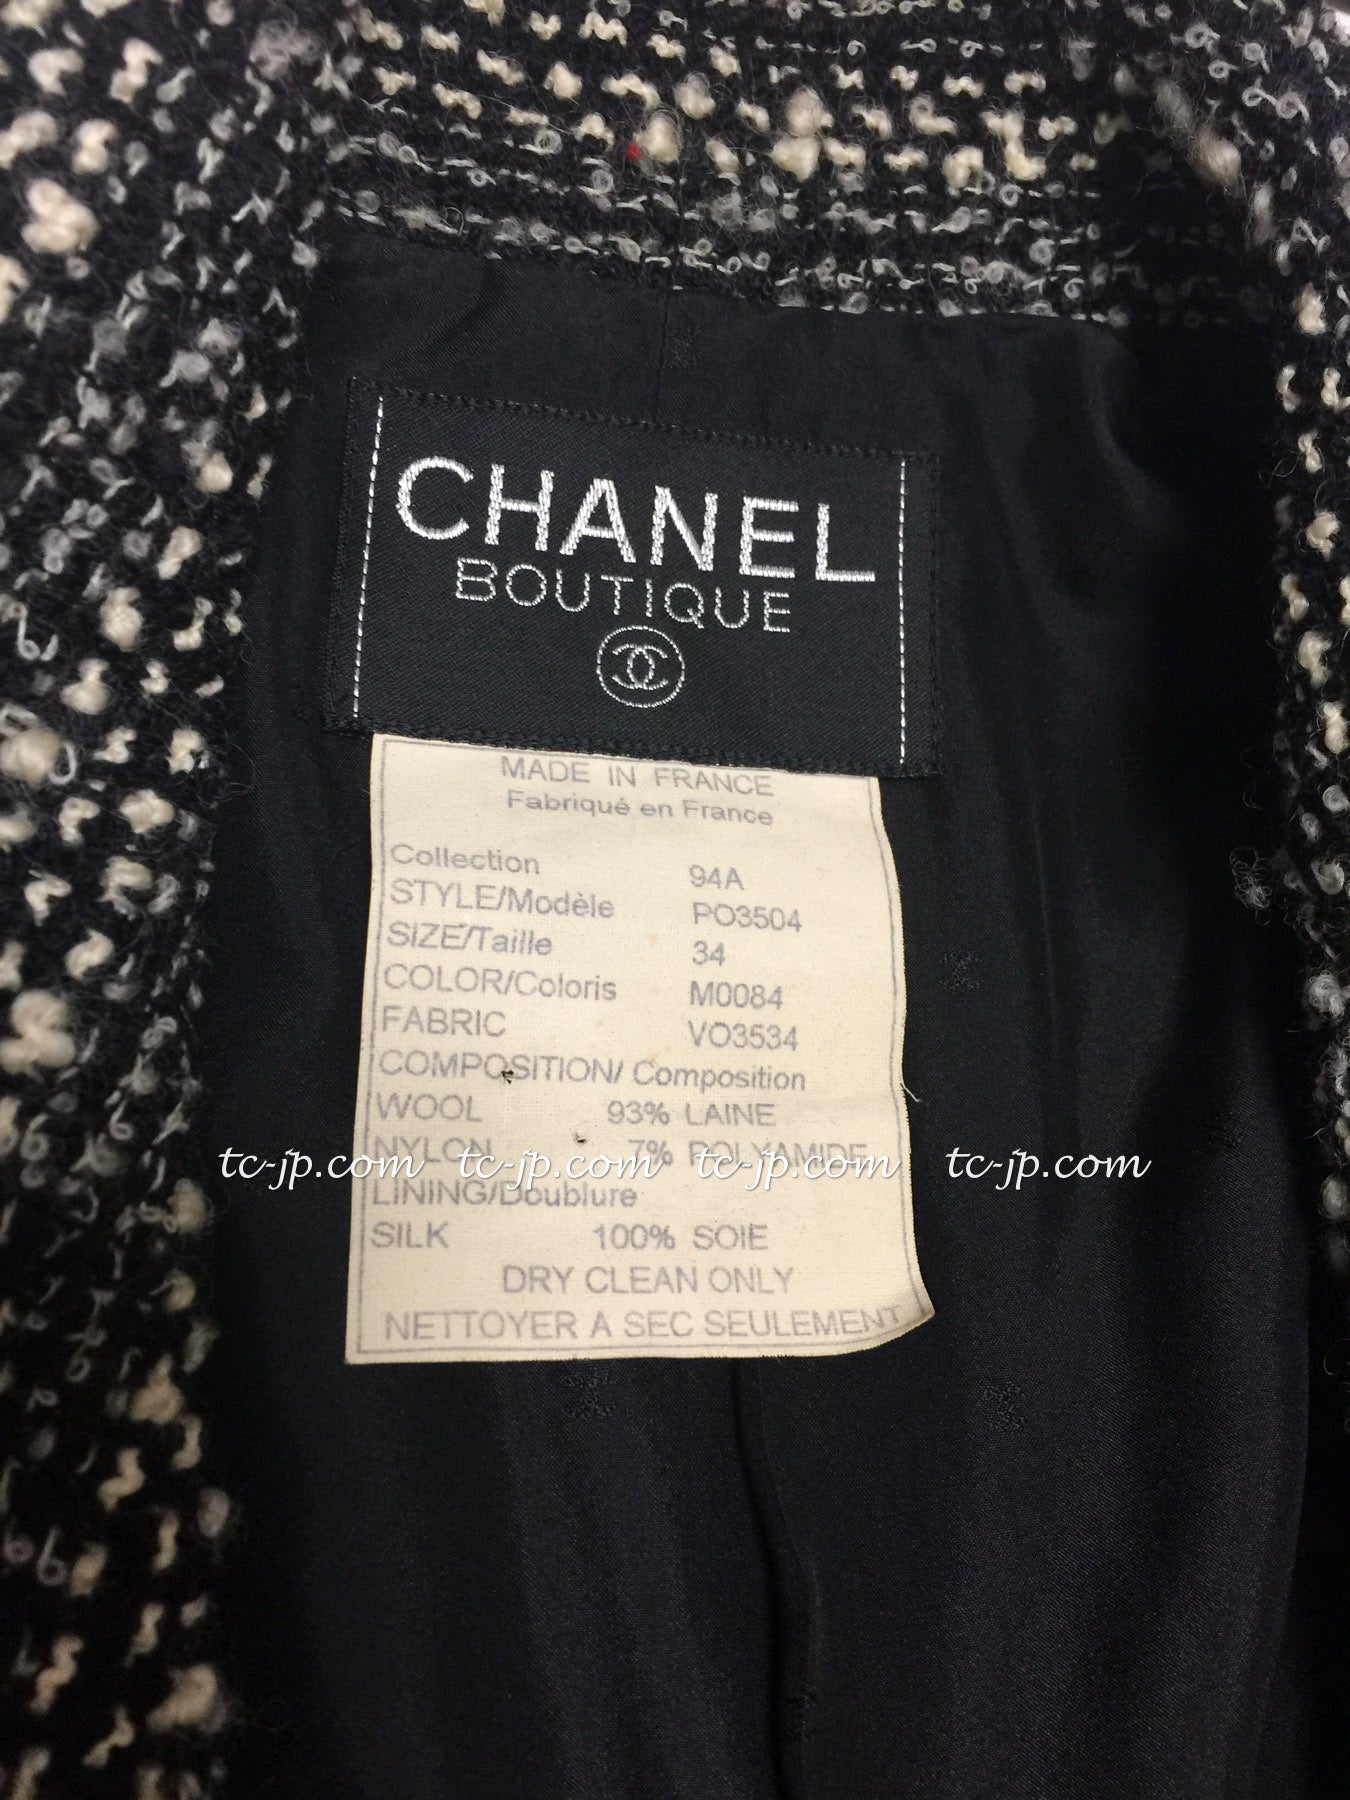 CHANEL
BOUTIQUE
MADE IN FRANCE
Fabriqué en France
Collection 94A
STYLE/Modèle PO3504
SIZE/Taille 34
COLOR/Coloris M0084
FABRIC VO3534
COMPOSITION/ Composition
WOOL 93% LAINE
NYLON 7% POLYAMIDE
tc-jp.com tc-jp.com tc-jp.com tc-jp.com
LINING/Doublure
SILK 100% SOIE
DRY CLEAN ONLY
NETTOYER A SEC SEULEMENT